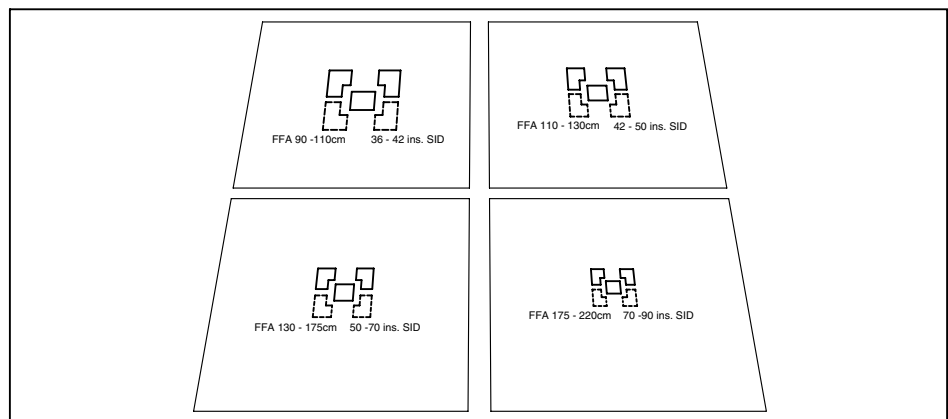 FFA 90 -110cm 36 - 42 ins. SID
FFA 110 - 130cm 42 - 50 ins. SID
FFA 130 - 175cm 50 -70 ins. SID
FFA 175 - 220cm 70 -90 ins. SID